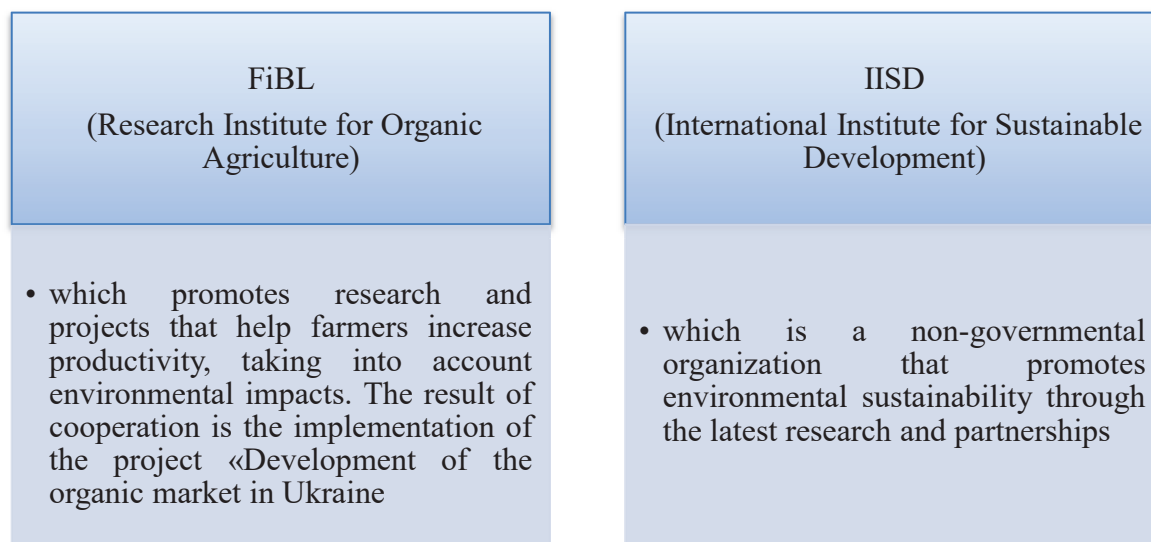 FiBL
(Research Institute for Organic
Agriculture)
• which promotes research and
projects that help farmers increase
productivity, taking into account
environmental impacts. The result of
cooperation is the implementation of
the project «Development of the
organic market in Ukraine
IISD
(International Institute for Sustainable
Development)
• which is a non-governmental
organization that promotes
environmental sustainability through
the latest research and partnerships